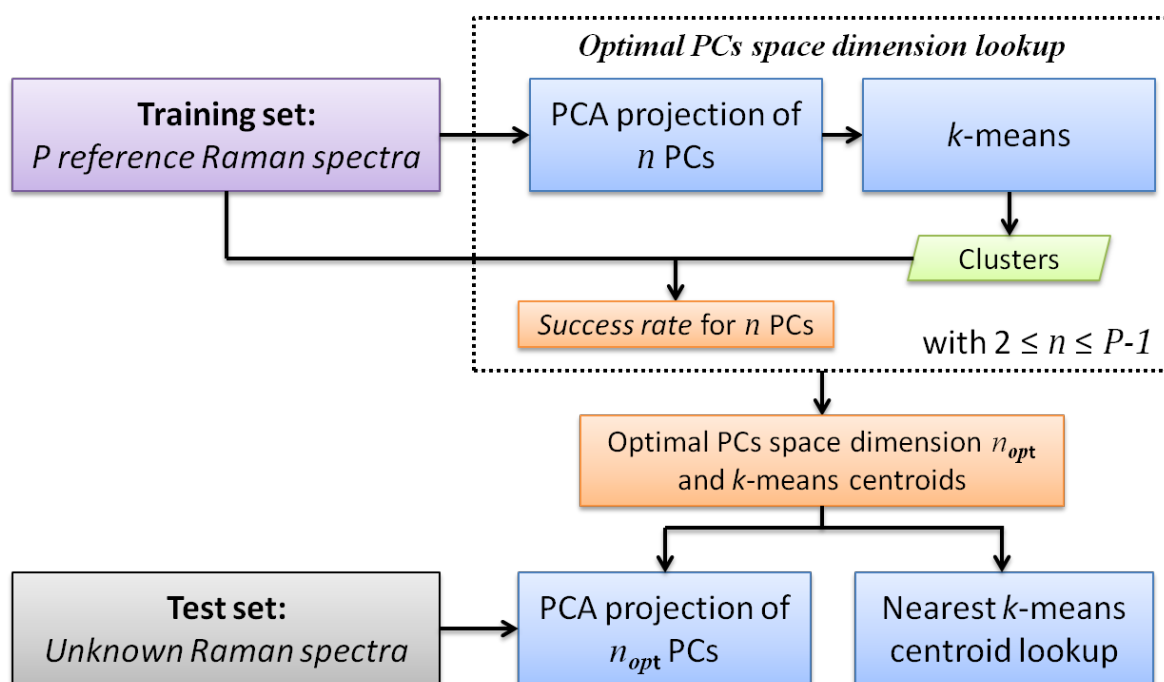 Optimal PCs space dimension lookup
Training set:
P reference Raman spectra
PCA projection of
n PCs
k-means
Clusters
Success rate for n PCs
with 2 ≤ n ≤ P-1
Optimal PCs space dimension nopt
and k-means centroids
Test set:
Unknown Raman spectra
PCA projection of
nopt PCs
Nearest k-means
centroid lookup